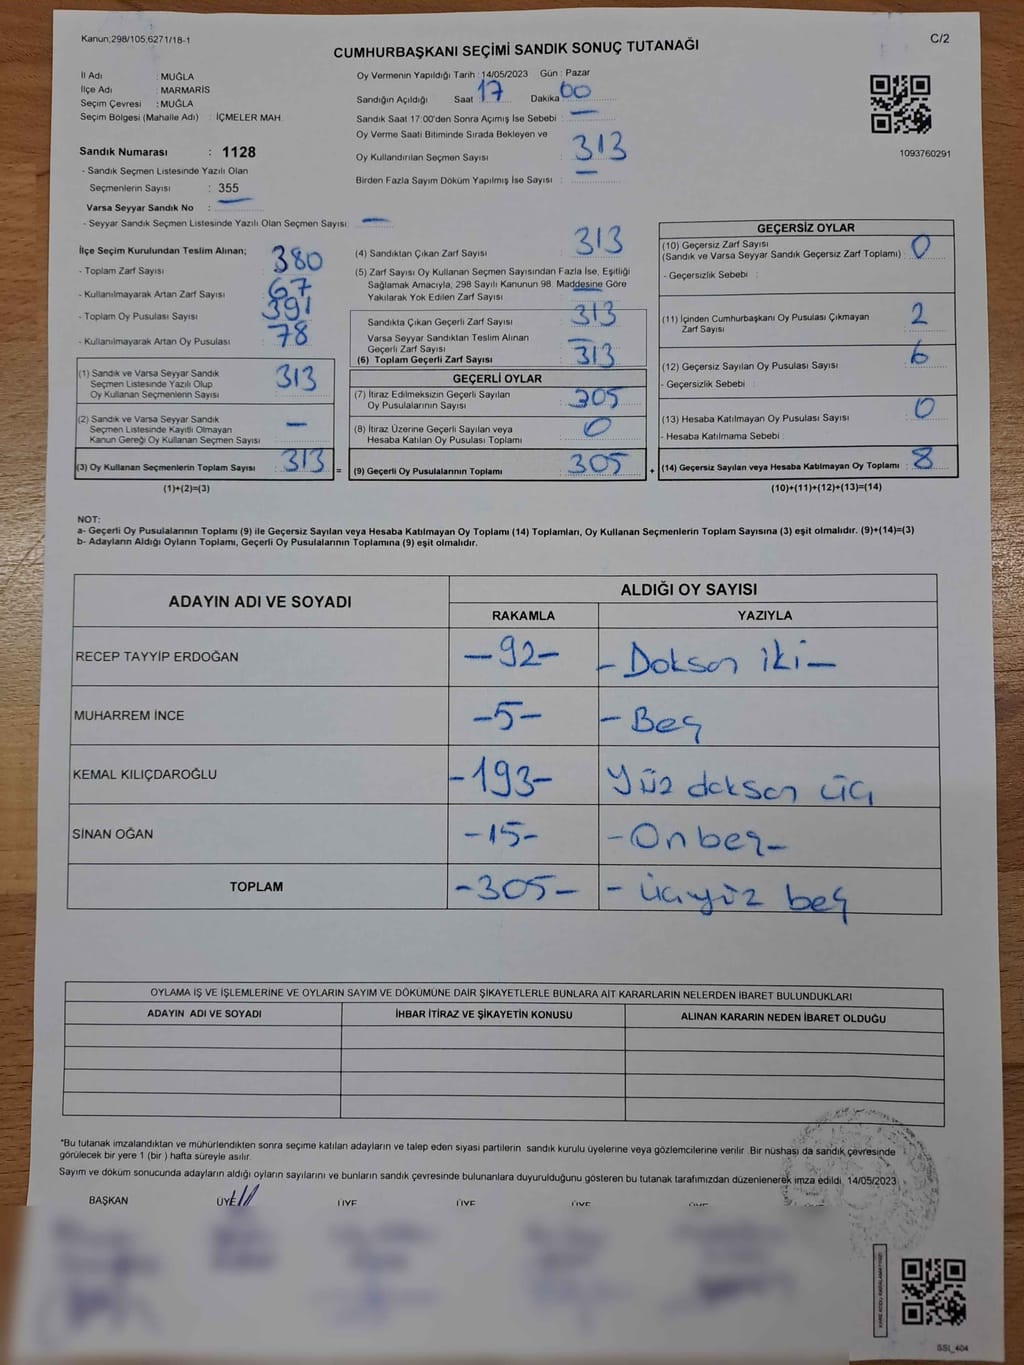 Kanun;298/105,6271/18-1
C/2
CUMHURBAŞKANI SEÇİMİ SANDIK SONUÇ TUTANAĞI
İl Adı : MUĞLA
İlçe Adı : MARMARİS
Seçim Çevresi : MUĞLA
Seçim Bölgesi (Mahalle Adı) : İÇMELER MAH.
Sandık Numarası : 1128
- Sandık Seçmen Listesinde Yazılı Olan
Seçmenlerin Sayısı : 355
Varsa Seyyar Sandık No : —
- Seyyar Sandık Seçmen Listesinde Yazılı Olan Seçmen Sayısı : —
Oy Vermenin Yapıldığı Tarih : 14/05/2023 Gün : Pazar
Sandığın Açıldığı Saat 17 Dakika 00
Sandık Saat 17:00'den Sonra Açımış İse Sebebi : —
Oy Verme Saati Bitiminde Sırada Bekleyen ve
Oy Kullandırılan Seçmen Sayısı : 313
Birden Fazla Sayım Döküm Yapılmış İse Sayısı : —
1093760291
İlçe Seçim Kurulundan Teslim Alınan;
- Toplam Zarf Sayısı : 380
- Kullanılmayarak Artan Zarf Sayısı : 67
- Toplam Oy Pusulası Sayısı : 391
- Kullanılmayarak Artan Oy Pusulası : 78
(1) Sandık ve Varsa Seyyar Sandık
Seçmen Listesinde Yazılı Olup
Oy Kullanan Seçmenlerin Sayısı : 313
(2) Sandık ve Varsa Seyyar Sandık
Seçmen Listesinde Kayıtlı Olmayan
Kanun Gereği Oy Kullanan Seçmen Sayısı : —
(3) Oy Kullanan Seçmenlerin Toplam Sayısı : 313 =
(1)+(2)=(3)
(4) Sandıktan Çıkan Zarf Sayısı : 313
(5) Zarf Sayısı Oy Kullanan Seçmen Sayısından Fazla İse, Eşitliği
Sağlamak Amacıyla, 298 Sayılı Kanunun 98. Maddesine Göre
Yakılarak Yok Edilen Zarf Sayısı : —
Sandıkta Çıkan Geçerli Zarf Sayısı : 313
Varsa Seyyar Sandıktan Teslim Alınan
Geçerli Zarf Sayısı : —
(6) Toplam Geçerli Zarf Sayısı : 313
GEÇERLİ OYLAR
(7) İtiraz Edilmeksizin Geçerli Sayılan
Oy Pusulalarının Sayısı : 305
(8) İtiraz Üzerine Geçerli Sayılan veya
Hesaba Katılan Oy Pusulası Toplamı : 0
(9) Geçerli Oy Pusulalarının Toplamı : 305 +
GEÇERSİZ OYLAR
(10) Geçersiz Zarf Sayısı
(Sandık ve Varsa Seyyar Sandık Geçersiz Zarf Toplamı) : 0
- Geçersizlik Sebebi :
(11) İçinden Cumhurbaşkanı Oy Pusulası Çıkmayan
Zarf Sayısı : 2
(12) Geçersiz Sayılan Oy Pusulası Sayısı : 6
- Geçersizlik Sebebi :
(13) Hesaba Katılmayan Oy Pusulası Sayısı : 0
- Hesaba Katılmama Sebebi :
(14) Geçersiz Sayılan veya Hesaba Katılmayan Oy Toplamı : 8
(10)+(11)+(12)+(13)=(14)
NOT:
a- Geçerli Oy Pusulalarının Toplamı (9) ile Geçersiz Sayılan veya Hesaba Katılmayan Oy Toplamı (14) Toplamları, Oy Kullanan Seçmenlerin Toplam Sayısına (3) eşit olmalıdır. (9)+(14)=(3)
b- Adayların Aldığı Oyların Toplamı, Geçerli Oy Pusulalarının Toplamına (9) eşit olmalıdır.
ADAYIN ADI VE SOYADI ALDIĞI OY SAYISI
RAKAMLA YAZIYLA
RECEP TAYYİP ERDOĞAN -92- - Doksan iki -
MUHARREM İNCE -5- - Beş
KEMAL KILIÇDAROĞLU -193- Yüz doksan üç
SİNAN OĞAN -15- - On beş -
TOPLAM -305- - üçyüz beş
OYLAMA İŞ VE İŞLEMLERİNE VE OYLARIN SAYIM VE DÖKÜMÜNE DAİR ŞİKAYETLERLE BUNLARA AİT KARARLARIN NELERDEN İBARET BULUNDUKLARI
ADAYIN ADI VE SOYADI İHBAR İTİRAZ VE ŞİKAYETİN KONUSU ALINAN KARARIN NEDEN İBARET OLDUĞU
*Bu tutanak imzalandıktan ve mühürlendikten sonra seçime katılan adayların ve talep eden siyasi partilerin sandık kurulu üyelerine veya gözlemcilerine verilir. Bir nüshası da sandık çevresinde
görülecek bir yere 1 (bir ) hafta süreyle asılır.
Sayım ve döküm sonucunda adayların aldığı oyların sayılarını ve bunların sandık çevresinde bulunanlara duyurulduğunu gösteren bu tutanak tarafımızdan düzenlenerek imza edildi. 14/05/2023
BAŞKAN ÜYE ÜYE ÜYE ÜYE ÜYE
SSL_404